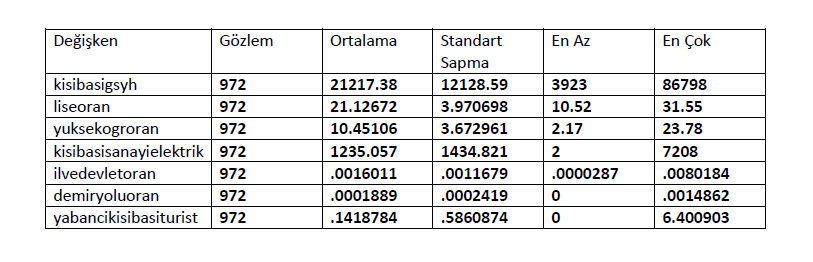 Değişken Gözlem Ortalama Standart Sapma En Az En Çok
kisibasigsyh 972 21217.38 12128.59 3923 86798
liseoran 972 21.12672 3.970698 10.52 31.55
yuksekogroran 972 10.45106 3.672961 2.17 23.78
kisibasisanayielektrik 972 1235.057 1434.821 2 7208
ilvedevletoran 972 .0016011 .0011679 .0000287 .0080184
demiryoluoran 972 .0001889 .0002419 0 .0014862
yabancikisibasiturist 972 .1418784 .5860874 0 6.400903